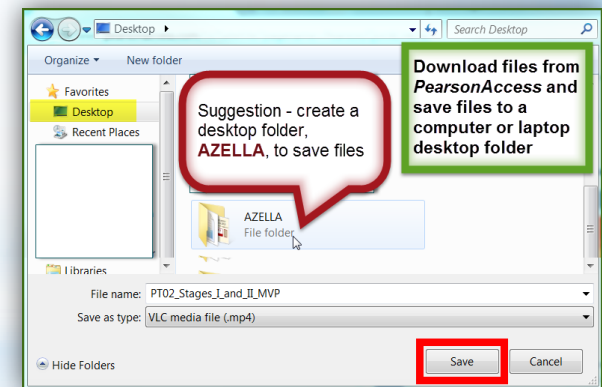 Desktop
Search Desktop
Organize
New folder
Favorites
Desktop
Recent Places
Libraries
Suggestion - create a
desktop folder,
AZELLA, to save files
Download files from
PearsonAccess and
save files to a
computer or laptop
desktop folder
AZELLA
File folder
File name: PT02_Stages_I_and_II_MVP
Save as type: VLC media file (.mp4)
Hide Folders
Save
Cancel